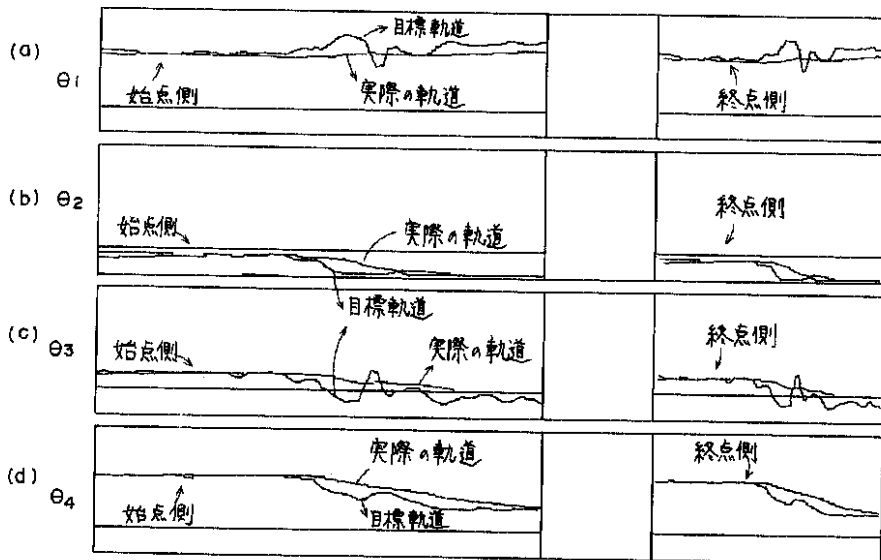 (a)
θ1
目標軌道
始点側
実際の軌道
終点側
(b)
θ2
始点側
実際の軌道
終点側
目標軌道
(c)
θ3
始点側
実際の軌道
終点側
(d)
θ4
実際の軌道
終点側
始点側
目標軌道